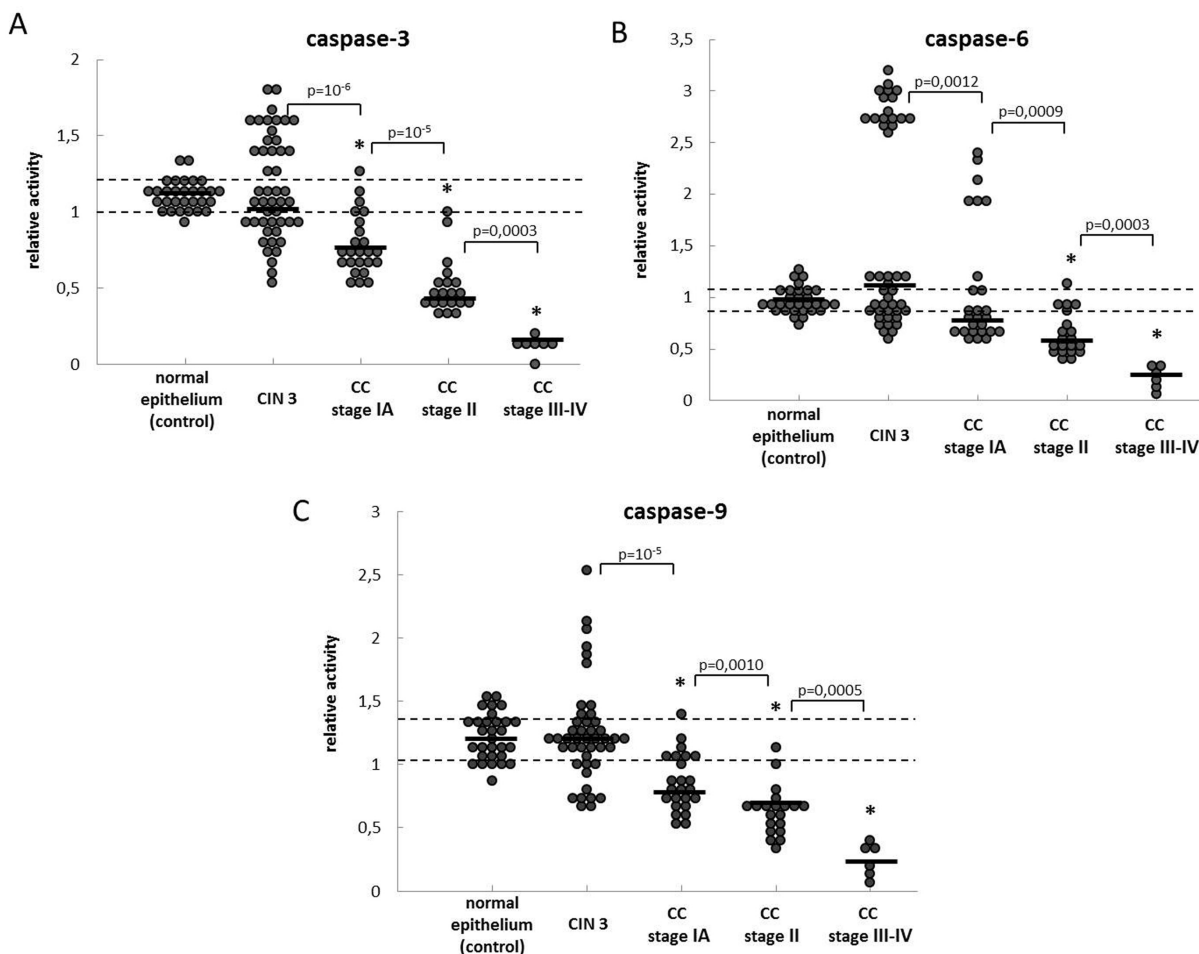 A
caspase-3
relative activity
2
1,5
1
0,5
0
p=10-6
*
p=10-5
*
p=0,0003
*
normal
epithelium
(control)
CIN 3
CC
stage IA
CC
stage II
CC
stage III-IV
B
caspase-6
relative activity
3,5
3
2,5
2
1,5
1
0,5
0
p=0,0012
p=0,0009
p=0,0003
*
*
normal
epithelium
(control)
CIN 3
CC
stage IA
CC
stage II
CC
stage III-IV
C
caspase-9
relative activity
3
2,5
2
1,5
1
0,5
0
p=10-5
*
p=0,0010
*
p=0,0005
*
normal
epithelium
(control)
CIN 3
CC
stage IA
CC
stage II
CC
stage III-IV